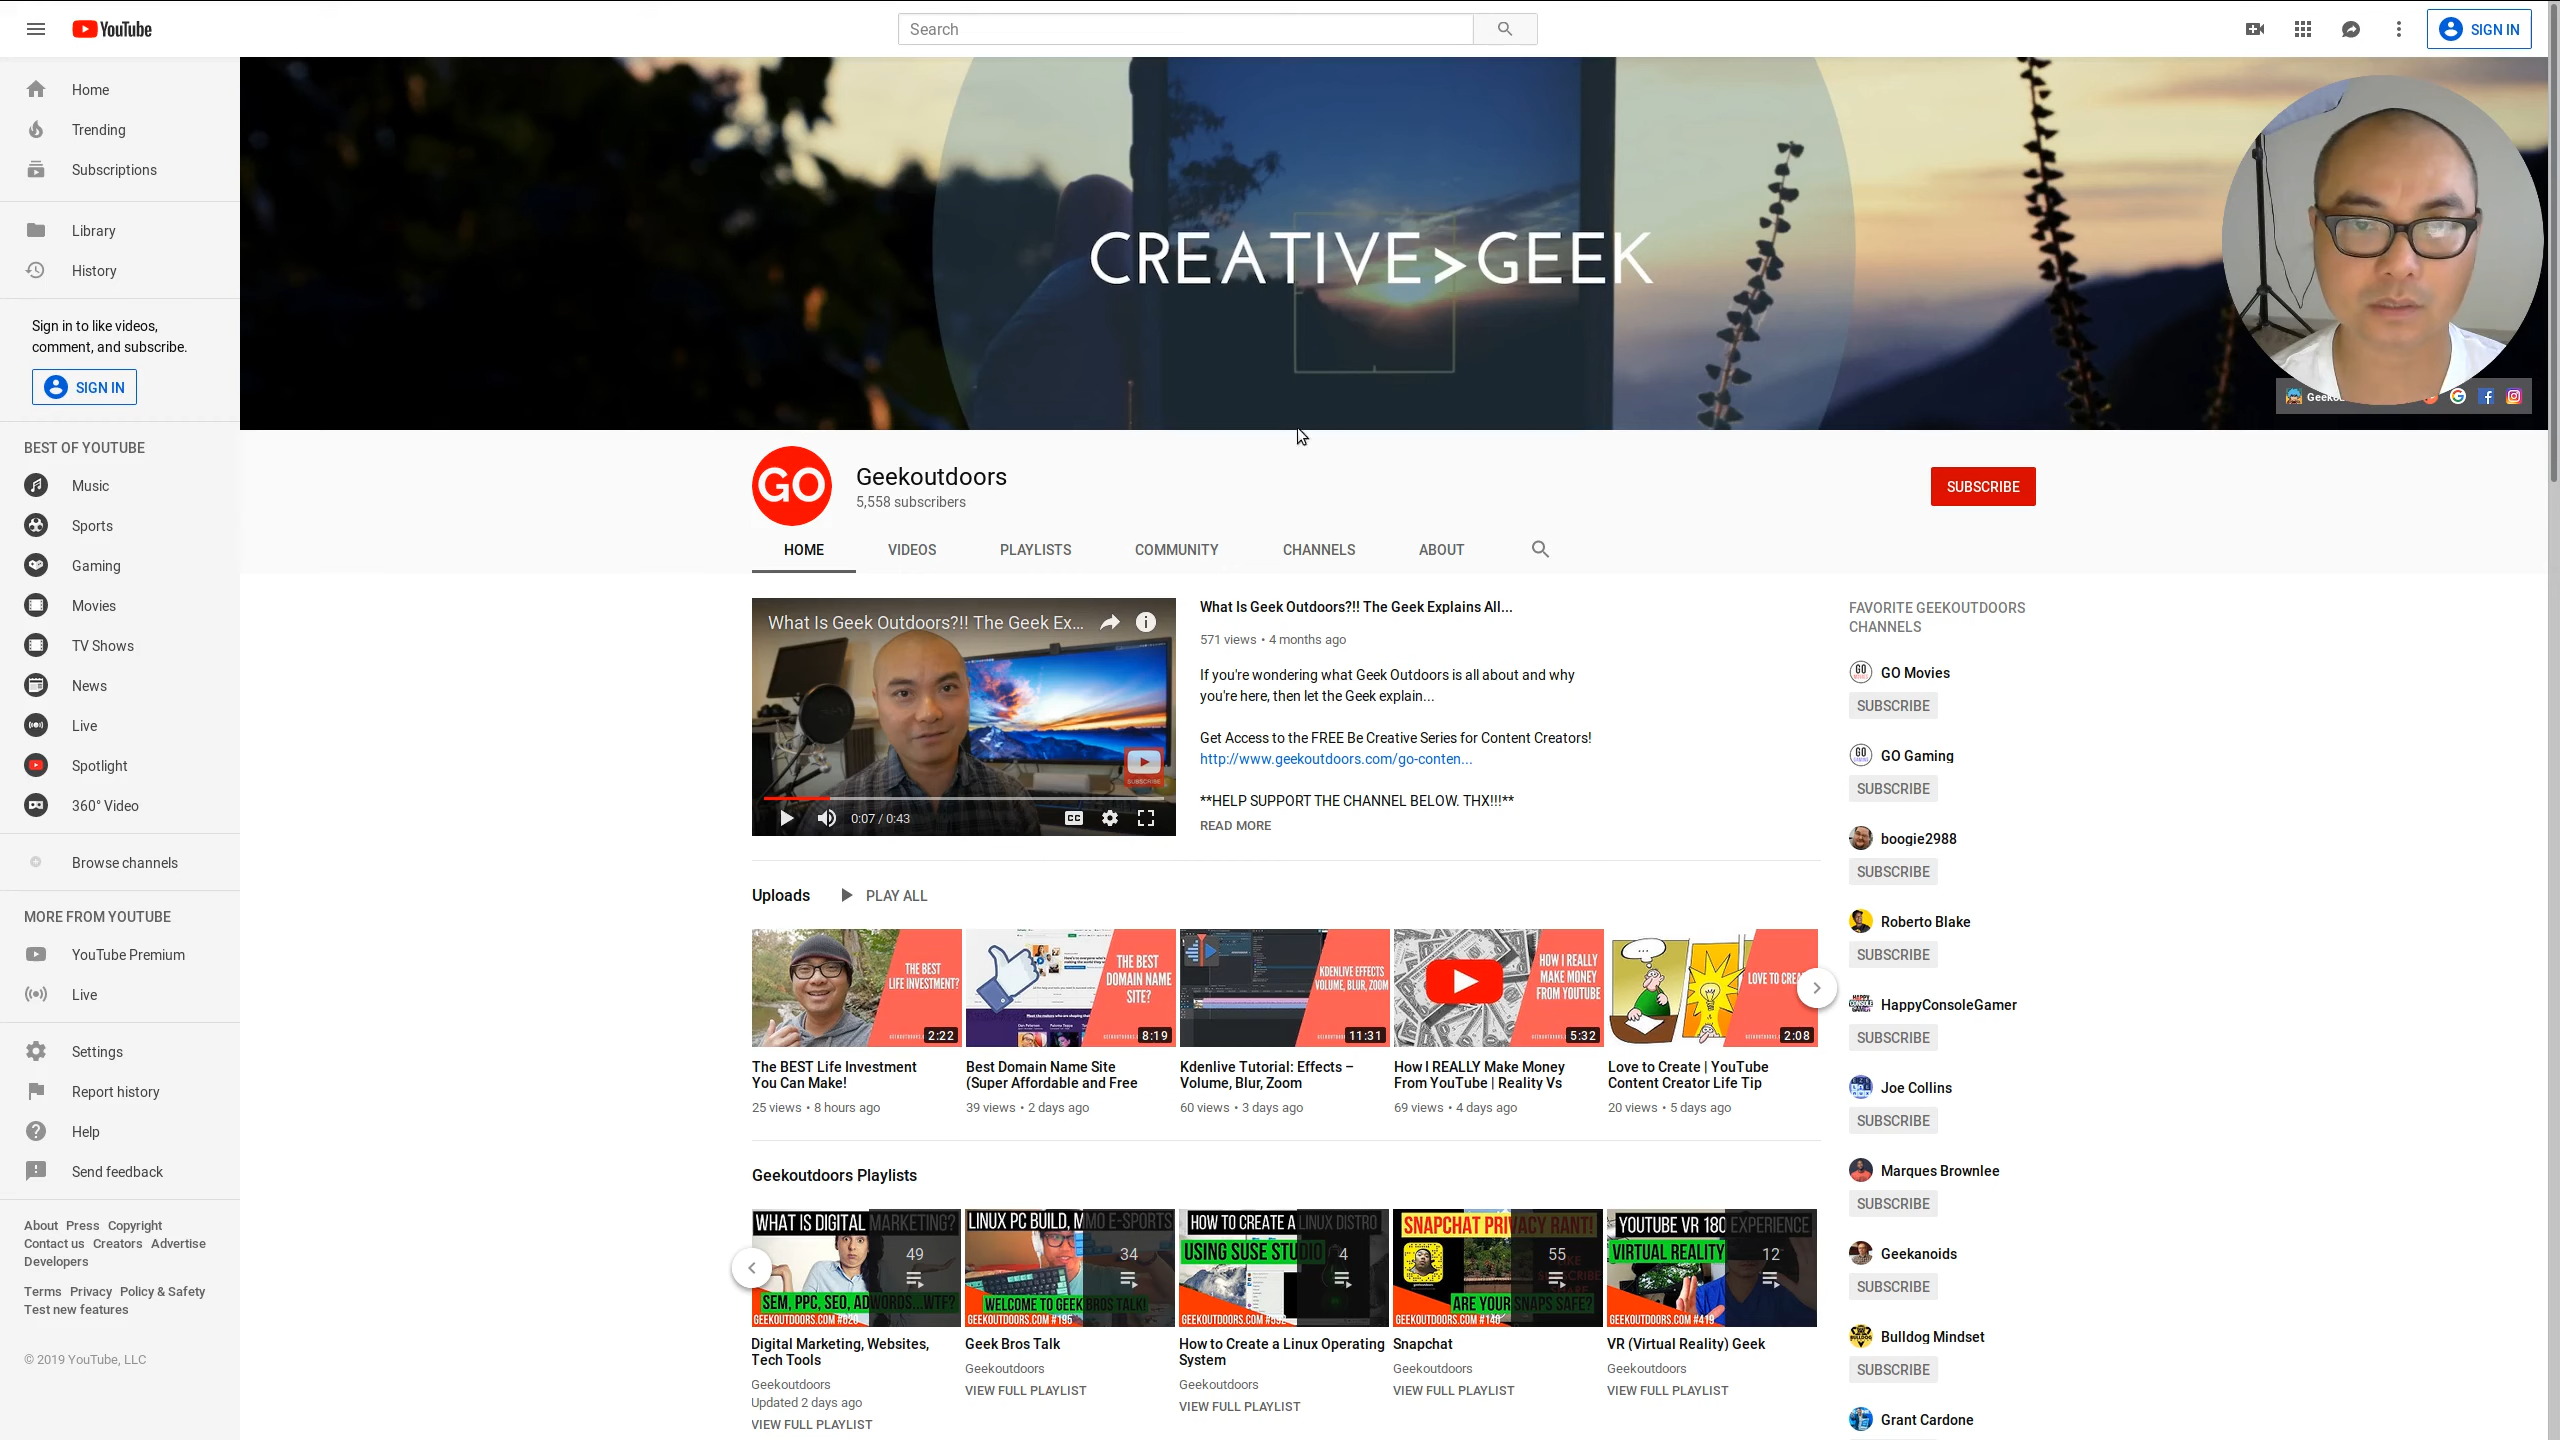 YouTube
Search
SIGN IN
Home
Trending
Subscriptions
Library
History
Sign in to like videos,
comment, and subscribe.
SIGN IN
BEST OF YOUTUBE
Music
Sports
Gaming
Movies
TV Shows
News
Live
Spotlight
360° Video
Browse channels
MORE FROM YOUTUBE
YouTube Premium
Live
Settings
Report history
Help
Send feedback
About Press Copyright
Contact us Creators Advertise
Developers
Terms Privacy Policy & Safety
Test new features
© 2019 YouTube, LLC
CREATIVE>GEEK
GO
Geekoutdoors
5,558 subscribers
SUBSCRIBE
HOME VIDEOS PLAYLISTS COMMUNITY CHANNELS ABOUT
What Is Geek Outdoors?!! The Geek Ex...
SUBSCRIBE
0:07 / 0:43
CC
What Is Geek Outdoors?!! The Geek Explains All...
571 views • 4 months ago
If you're wondering what Geek Outdoors is all about and why
you're here, then let the Geek explain...
Get Access to the FREE Be Creative Series for Content Creators!
http://www.geekoutdoors.com/go-conten...
**HELP SUPPORT THE CHANNEL BELOW. THX!!!**
READ MORE
Uploads PLAY ALL
THE BEST
LIFE INVESTMENT?
2:22
The BEST Life Investment
You Can Make!
25 views • 8 hours ago
THE BEST
DOMAIN NAME
SITE?
8:19
Best Domain Name Site
(Super Affordable and Free
39 views • 2 days ago
KDENLIVE EFFECTS
VOLUME, BLUR, ZOOM
11:31
Kdenlive Tutorial: Effects –
Volume, Blur, Zoom
60 views • 3 days ago
HOW I REALLY
MAKE MONEY
FROM YOUTUBE
5:32
How I REALLY Make Money
From YouTube | Reality Vs
69 views • 4 days ago
LOVE TO CREA
2:08
Love to Create | YouTube
Content Creator Life Tip
20 views • 5 days ago
Geekoutdoors Playlists
WHAT IS DIGITAL MARKETING?
49
SEM, PPC, SEO, ADWORDS...WTF?
GEEKOUTDOORS.COM
Digital Marketing, Websites,
Tech Tools
Geekoutdoors
Updated 2 days ago
VIEW FULL PLAYLIST
LINUX PC BUILD, MMO E-SPORTS
34
WELCOME TO GEEK BROS TALK!
GEEKOUTDOORS.COM #195
Geek Bros Talk
Geekoutdoors
VIEW FULL PLAYLIST
HOW TO CREATE A LINUX DISTRO
USING SUSE STUDIO
4
GEEKOUTDOORS.COM
How to Create a Linux Operating
System
Geekoutdoors
VIEW FULL PLAYLIST
SNAPCHAT PRIVACY RANT!
55
ARE YOUR SNAPS SAFE?
GEEKOUTDOORS.COM #140
Snapchat
Geekoutdoors
VIEW FULL PLAYLIST
YOUTUBE VR 180 EXPERIENCE
VIRTUAL REALITY
12
GEEKOUTDOORS.COM #419
VR (Virtual Reality) Geek
Geekoutdoors
VIEW FULL PLAYLIST
FAVORITE GEEKOUTDOORS
CHANNELS
GO Movies
SUBSCRIBE
GO Gaming
SUBSCRIBE
boogie2988
SUBSCRIBE
Roberto Blake
SUBSCRIBE
HappyConsoleGamer
SUBSCRIBE
Joe Collins
SUBSCRIBE
Marques Brownlee
SUBSCRIBE
Geekanoids
SUBSCRIBE
Bulldog Mindset
SUBSCRIBE
Grant Cardone